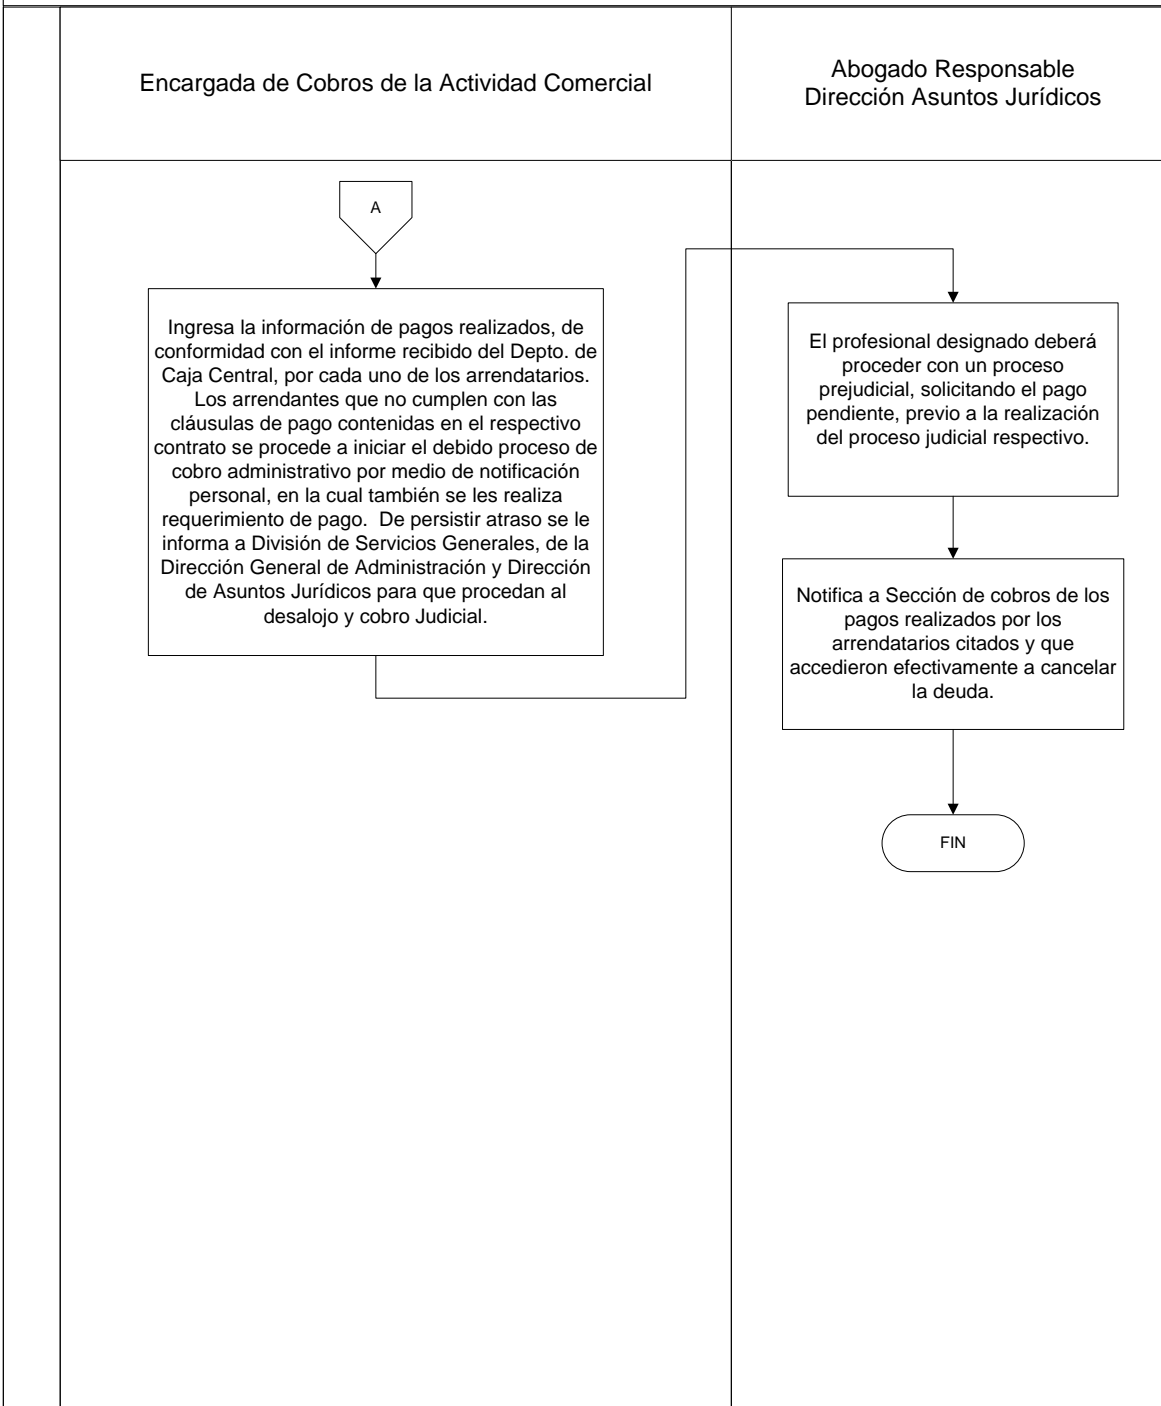 Encargada de Cobros de la Actividad Comercial
Abogado Responsable
Dirección Asuntos Jurídicos
A
Ingresa la información de pagos realizados, de
conformidad con el informe recibido del Depto. de
Caja Central, por cada uno de los arrendatarios.
Los arrendantes que no cumplen con las
cláusulas de pago contenidas en el respectivo
contrato se procede a iniciar el debido proceso de
cobro administrativo por medio de notificación
personal, en la cual también se les realiza
requerimiento de pago.  De persistir atraso se le
informa a División de Servicios Generales, de la
Dirección General de Administración y Dirección
de Asuntos Jurídicos para que procedan al
desalojo y cobro Judicial.
El profesional designado deberá
proceder con un proceso
prejudicial, solicitando el pago
pendiente, previo a la realización
del proceso judicial respectivo.
Notifica a Sección de cobros de los
pagos realizados por los
arrendatarios citados y que
accedieron efectivamente a cancelar
la deuda.
FIN